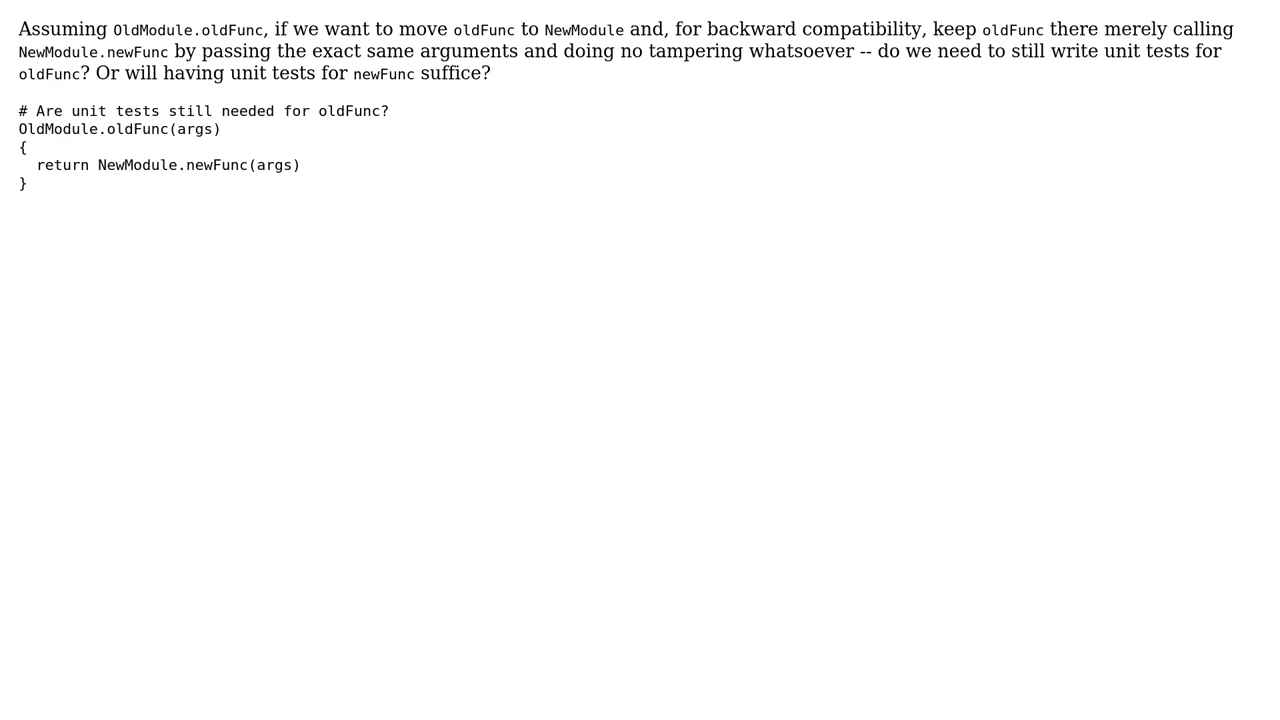 Assuming OldModule.oldFunc, if we want to move oldFunc to NewModule and, for backward compatibility, keep oldFunc there merely calling
NewModule.newFunc by passing the exact same arguments and doing no tampering whatsoever -- do we need to still write unit tests for
oldFunc? Or will having unit tests for newFunc suffice?
# Are unit tests still needed for oldFunc?
OldModule.oldFunc(args)
{
  return NewModule.newFunc(args)
}